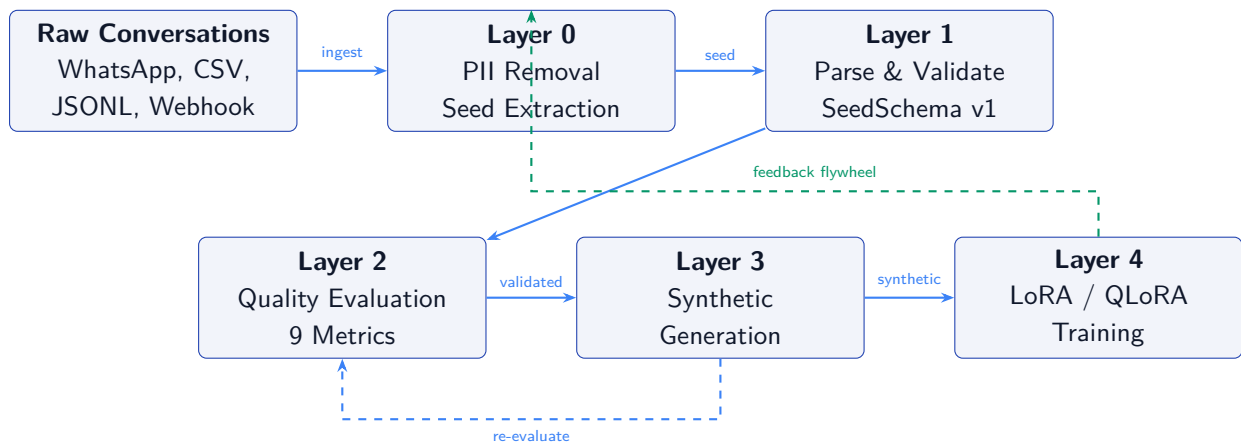 Raw Conversations
WhatsApp, CSV,
JSONL, Webhook
ingest
Layer 0
PII Removal
Seed Extraction
seed
Layer 1
Parse & Validate
SeedSchema v1
feedback flywheel
Layer 2
Quality Evaluation
9 Metrics
validated
Layer 3
Synthetic
Generation
synthetic
Layer 4
LoRA / QLoRA
Training
re-evaluate